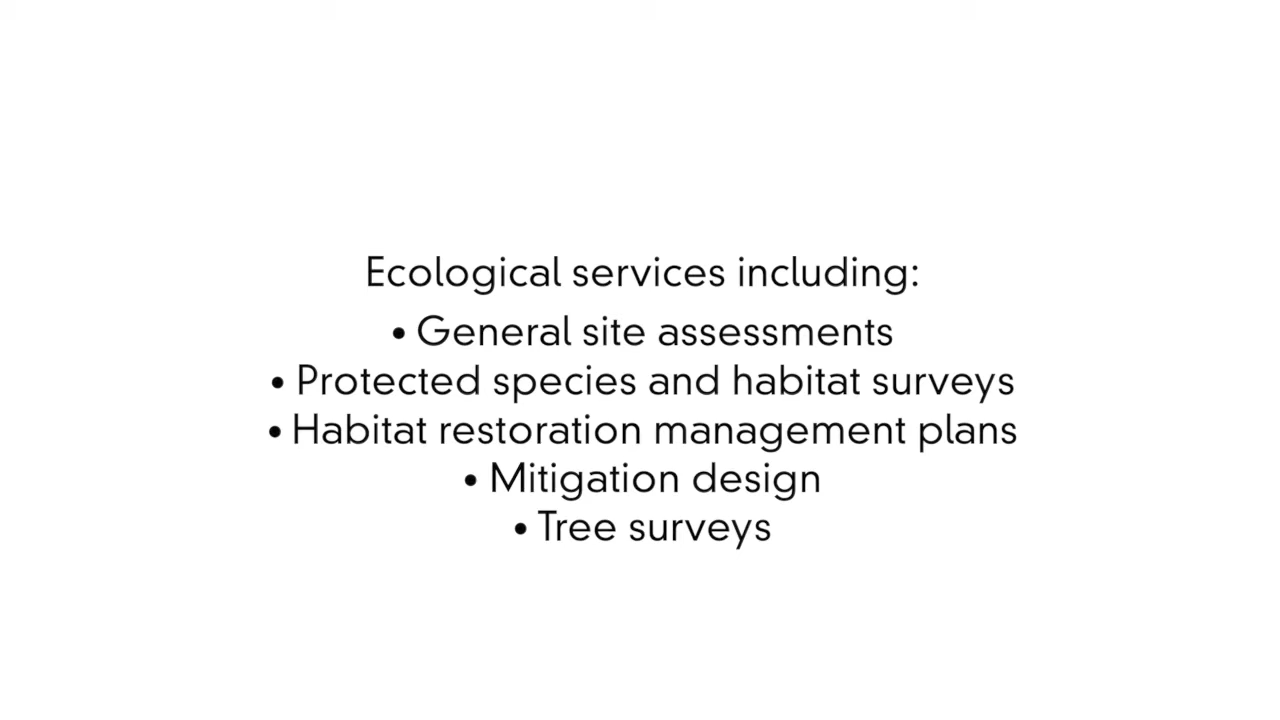 Ecological services including:
• General site assessments
• Protected species and habitat surveys
• Habitat restoration management plans
• Mitigation design
• Tree surveys